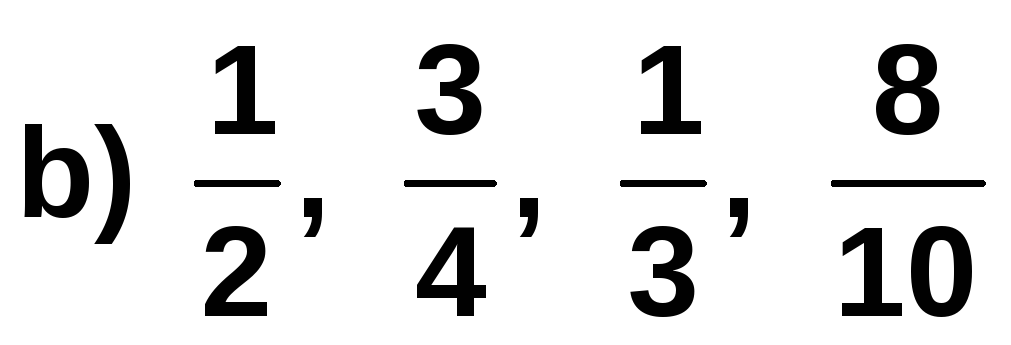 b) 1/2, 3/4, 1/3, 8/10